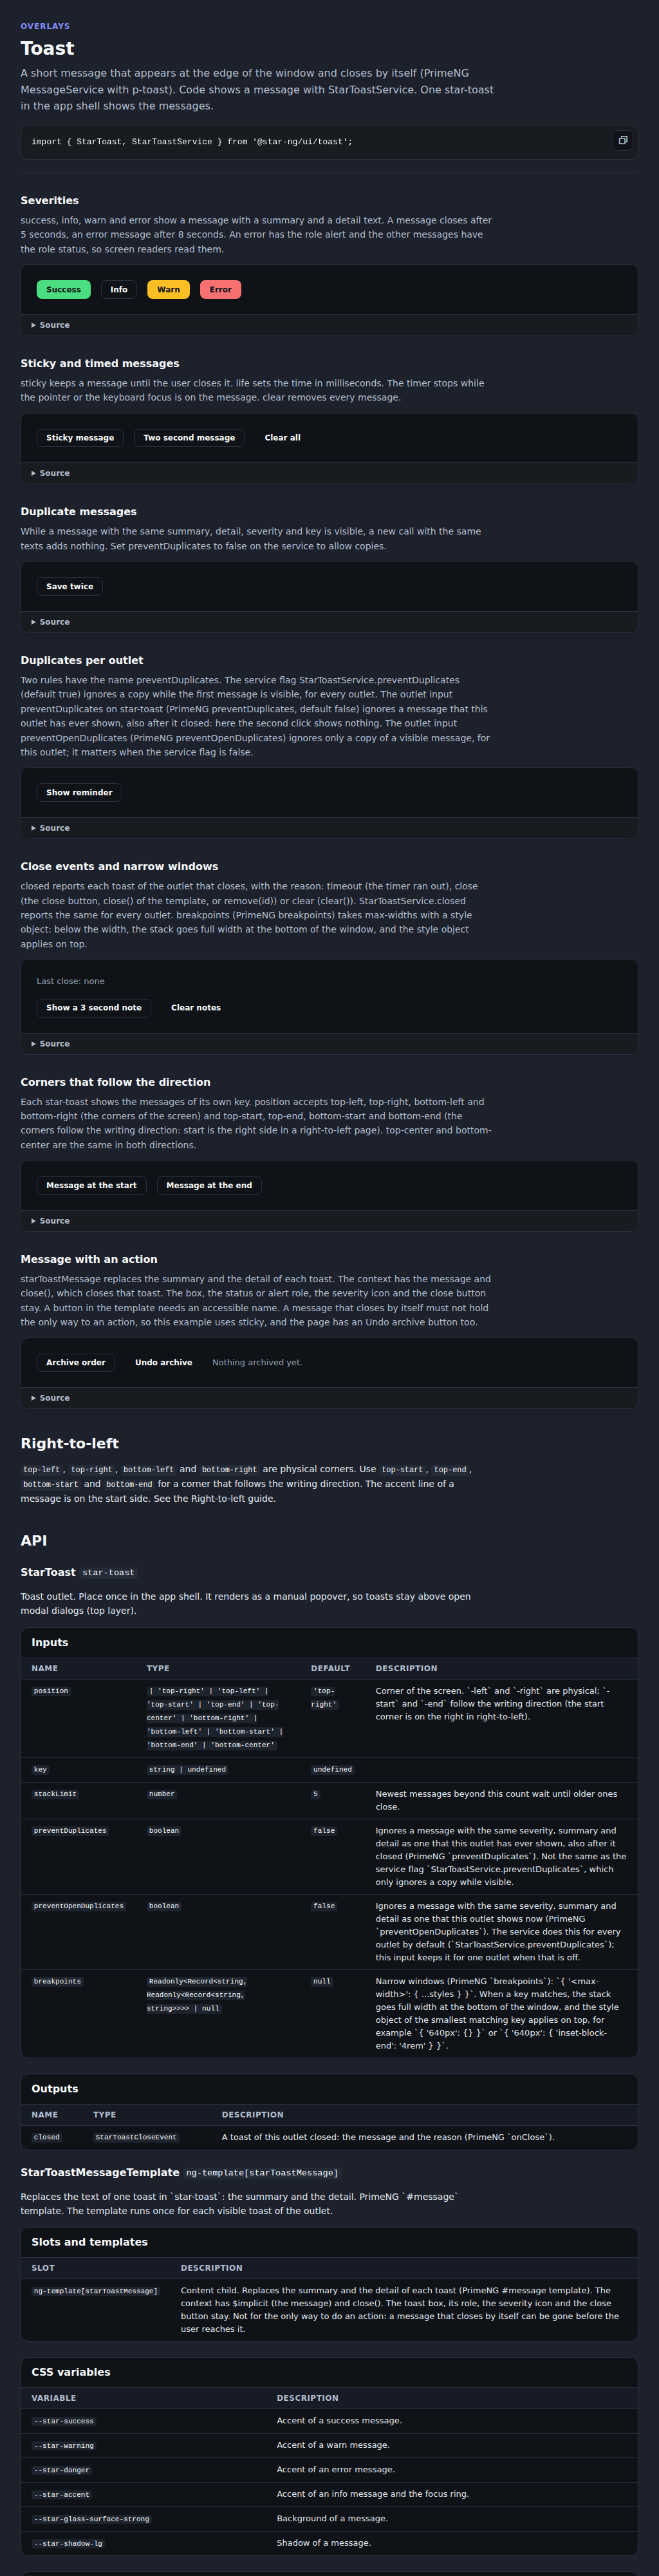 OVERLAYS
Toast
A short message that appears at the edge of the window and closes by itself (PrimeNG
MessageService with p-toast). Code shows a message with StarToastService. One star-toast
in the app shell shows the messages.
import { StarToast, StarToastService } from '@star-ng/ui/toast';
Severities
success, info, warn and error show a message with a summary and a detail text. A message closes after
5 seconds, an error message after 8 seconds. An error has the role alert and the other messages have
the role status, so screen readers read them.
Success Info Warn Error
Source
Sticky and timed messages
sticky keeps a message until the user closes it. life sets the time in milliseconds. The timer stops while
the pointer or the keyboard focus is on the message. clear removes every message.
Sticky message Two second message Clear all
Source
Duplicate messages
While a message with the same summary, detail, severity and key is visible, a new call with the same
texts adds nothing. Set preventDuplicates to false on the service to allow copies.
Save twice
Source
Duplicates per outlet
Two rules have the name preventDuplicates. The service flag StarToastService.preventDuplicates
(default true) ignores a copy while the first message is visible, for every outlet. The outlet input
preventDuplicates on star-toast (PrimeNG preventDuplicates, default false) ignores a message that this
outlet has ever shown, also after it closed: here the second click shows nothing. The outlet input
preventOpenDuplicates (PrimeNG preventOpenDuplicates) ignores only a copy of a visible message, for
this outlet; it matters when the service flag is false.
Show reminder
Source
Close events and narrow windows
closed reports each toast of the outlet that closes, with the reason: timeout (the timer ran out), close
(the close button, close() of the template, or remove(id)) or clear (clear()). StarToastService.closed
reports the same for every outlet. breakpoints (PrimeNG breakpoints) takes max-widths with a style
object: below the width, the stack goes full width at the bottom of the window, and the style object
applies on top.
Last close: none
Show a 3 second note Clear notes
Source
Corners that follow the direction
Each star-toast shows the messages of its own key. position accepts top-left, top-right, bottom-left and
bottom-right (the corners of the screen) and top-start, top-end, bottom-start and bottom-end (the
corners follow the writing direction: start is the right side in a right-to-left page). top-center and bottom-
center are the same in both directions.
Message at the start Message at the end
Source
Message with an action
starToastMessage replaces the summary and the detail of each toast. The context has the message and
close(), which closes that toast. The box, the status or alert role, the severity icon and the close button
stay. A button in the template needs an accessible name. A message that closes by itself must not hold
the only way to an action, so this example uses sticky, and the page has an Undo archive button too.
Archive order Undo archive Nothing archived yet.
Source
Right-to-left
top-left, top-right, bottom-left and bottom-right are physical corners. Use top-start, top-end,
bottom-start and bottom-end for a corner that follows the writing direction. The accent line of a
message is on the start side. See the Right-to-left guide.
API
StarToast star-toast
Toast outlet. Place once in the app shell. It renders as a manual popover, so toasts stay above open
modal dialogs (top layer).
Inputs
NAME TYPE DEFAULT DESCRIPTION
position | 'top-right' | 'top-left' | 'top-start' | 'top-end' | 'top-center' | 'bottom-right' | 'bottom-left' | 'bottom-start' | 'bottom-end' | 'bottom-center' 'top-right' Corner of the screen. `-left` and `-right` are physical; `-start` and `-end` follow the writing direction (the start corner is on the right in right-to-left).
key string | undefined undefined
stackLimit number 5 Newest messages beyond this count wait until older ones close.
preventDuplicates boolean false Ignores a message with the same severity, summary and detail as one that this outlet has ever shown, also after it closed (PrimeNG `preventDuplicates`). Not the same as the service flag `StarToastService.preventDuplicates`, which only ignores a copy while visible.
preventOpenDuplicates boolean false Ignores a message with the same severity, summary and detail as one that this outlet shows now (PrimeNG `preventOpenDuplicates`). The service does this for every outlet by default (`StarToastService.preventDuplicates`); this input keeps it for one outlet when that is off.
breakpoints Readonly<Record<string, Readonly<Record<string, string>>>> | null null Narrow windows (PrimeNG `breakpoints`): `{ '<max-width>': { ...styles } }`. When a key matches, the stack goes full width at the bottom of the window, and the style object of the smallest matching key applies on top, for example `{ '640px': {} }` or `{ '640px': { 'inset-block-end': '4rem' } }`.
Outputs
NAME TYPE DESCRIPTION
closed StarToastCloseEvent A toast of this outlet closed: the message and the reason (PrimeNG `onClose`).
StarToastMessageTemplate ng-template[starToastMessage]
Replaces the text of one toast in `star-toast`: the summary and the detail. PrimeNG `#message`
template. The template runs once for each visible toast of the outlet.
Slots and templates
SLOT DESCRIPTION
ng-template[starToastMessage] Content child. Replaces the summary and the detail of each toast (PrimeNG #message template). The context has $implicit (the message) and close(). The toast box, its role, the severity icon and the close button stay. Not for the only way to do an action: a message that closes by itself can be gone before the user reaches it.
CSS variables
VARIABLE DESCRIPTION
--star-success Accent of a success message.
--star-warning Accent of a warn message.
--star-danger Accent of an error message.
--star-accent Accent of an info message and the focus ring.
--star-glass-surface-strong Background of a message.
--star-shadow-lg Shadow of a message.